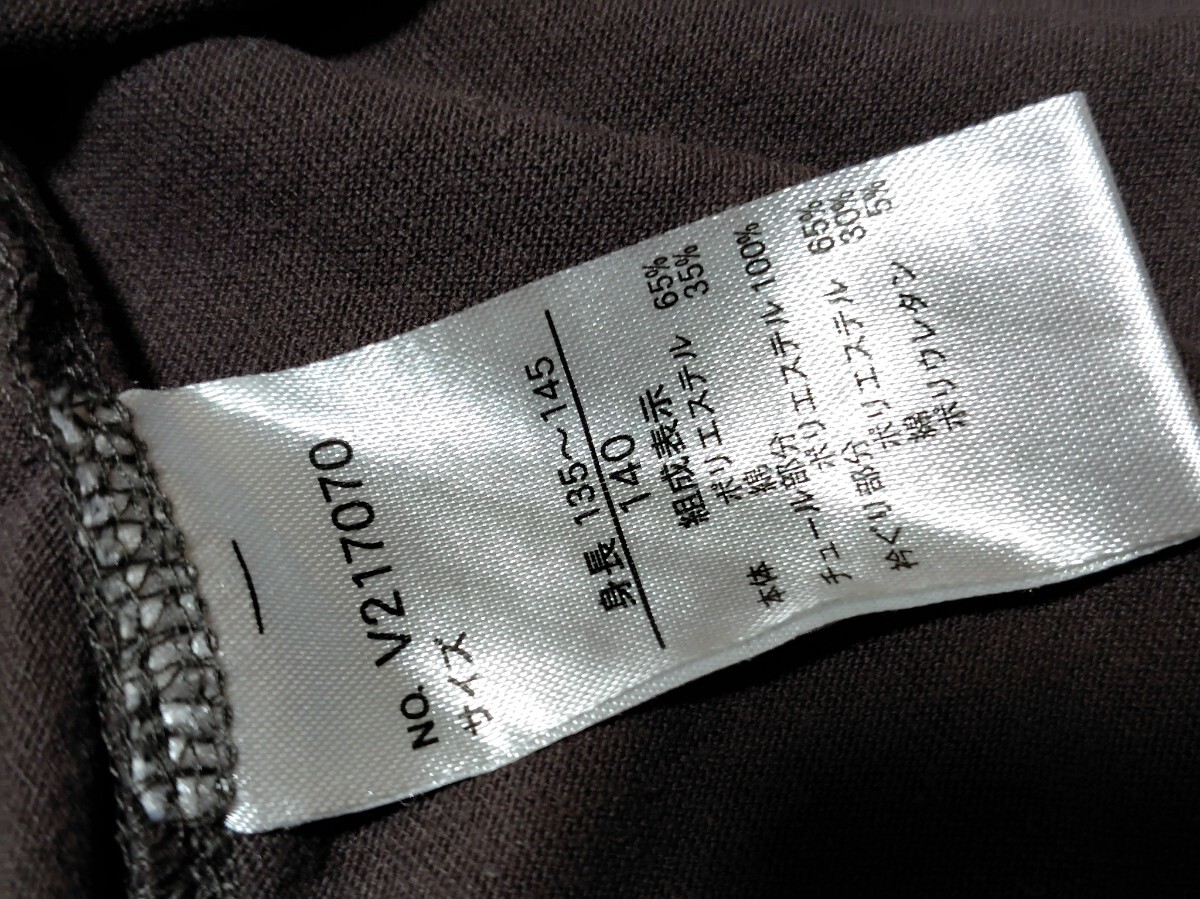 NO. V217070
サイズ
身長 135～145
140
組成表示
本体
ポリエステル 65%
綿 35%
チュール部分
ポリエステル 100%
衿ぐり部分
ポリエステル 65%
綿 30%
ポリウレタン 5%